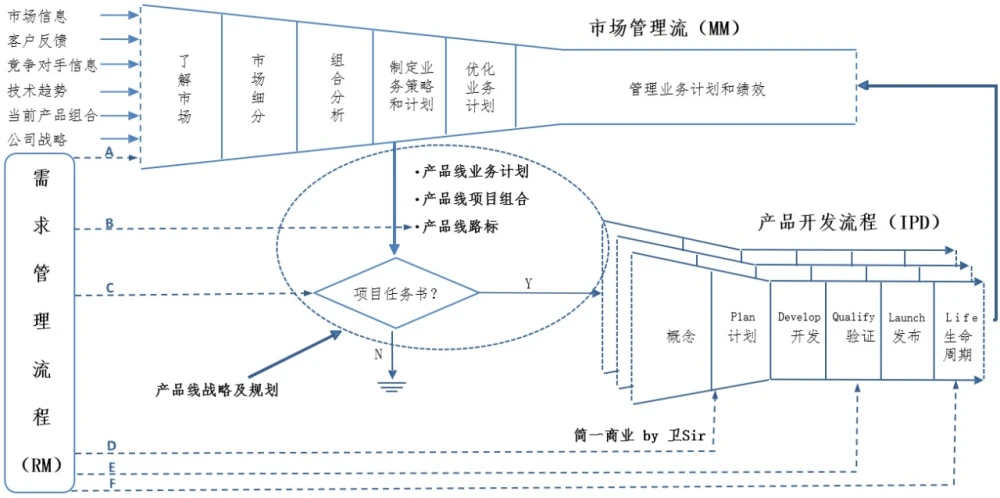 市场信息
客户反馈
竞争对手信息
技术趋势
当前产品组合
公司战略
市场管理流（MM）
了解市场
市场细分
组合分析
制定业
务策略
和计划
优化
业务
计划
管理业务计划和绩效
需求管理流程
（RM）
A
B
C
D
E
F
·产品线业务计划
·产品线项目组合
·产品线路标
项目任务书？
Y
N
产品线战略及规划
产品开发流程（IPD）
概念
Plan
计划
Develop
开发
Qualify
验证
Launch
发布
Life
生命
周期
简一商业 by 卫Sir